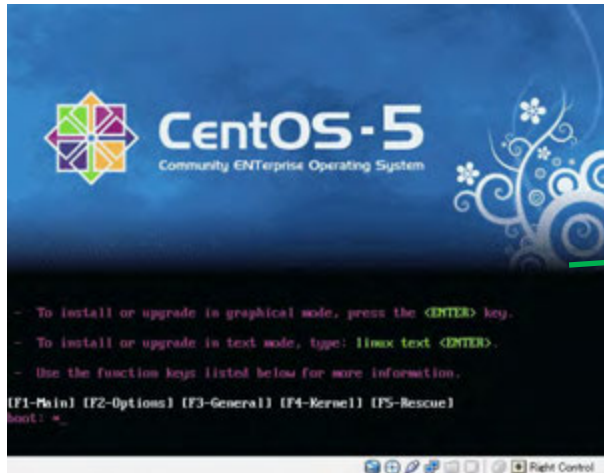 CentOS-5
Community ENTerprise Operating System
- To install or upgrade in graphical mode, press the <ENTER> key.
- To install or upgrade in text mode, type: linux text <ENTER>.
- Use the function keys listed below for more information.
[F1-Main] [F2-Options] [F3-General] [F4-Kernel] [F5-Rescue]
boot: _
Right Control